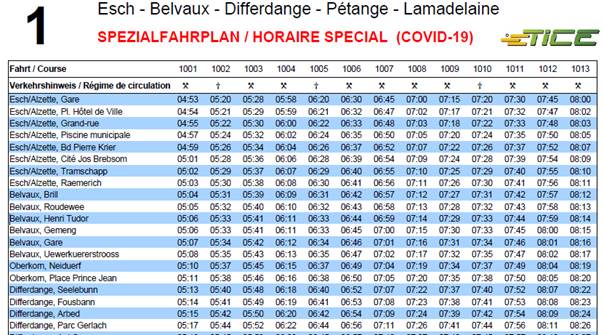 1
Esch - Belvaux - Differdange - Pétange - Lamadelaine
SPEZIALFAHRPLAN / HORAIRE SPECIAL (COVID-19)
TICE
Fahrt / Course 1001 1002 1003 1004 1005 1006 1007 1008 1009 1010 1011 1012 1013
Verkehrshinweis / Régime de circulation ⚒ † ⚒ ⚒ † ⚒ ⚒ ⚒ ⚒ † ⚒ ⚒ ⚒
Esch/Alzette, Gare 04:53 05:20 05:28 05:58 06:20 06:30 06:45 07:00 07:15 07:20 07:30 07:45 08:00
Esch/Alzette, Pl. Hôtel de Ville 04:54 05:21 05:29 05:59 06:21 06:32 06:47 07:02 07:17 07:21 07:32 07:47 08:02
Esch/Alzette, Grand-rue 04:55 05:22 05:30 06:00 06:22 06:33 06:48 07:03 07:18 07:22 07:33 07:48 08:03
Esch/Alzette, Piscine municipale 04:57 05:24 05:32 06:02 06:24 06:35 06:50 07:05 07:20 07:24 07:35 07:50 08:05
Esch/Alzette, Bd Pierre Krier 04:59 05:26 05:34 06:04 06:26 06:37 06:52 07:07 07:22 07:26 07:37 07:52 08:07
Esch/Alzette, Cité Jos Brebsom 05:01 05:28 05:36 06:06 06:28 06:39 06:54 07:09 07:24 07:28 07:39 07:54 08:09
Esch/Alzette, Tramschapp 05:02 05:29 05:37 06:07 06:29 06:40 06:55 07:10 07:25 07:29 07:40 07:55 08:10
Esch/Alzette, Raemerich 05:03 05:30 05:38 06:08 06:30 06:41 06:56 07:11 07:26 07:30 07:41 07:56 08:11
Belvaux, Brill 05:04 05:31 05:39 06:09 06:31 06:42 06:57 07:12 07:27 07:31 07:42 07:57 08:12
Belvaux, Roudewee 05:05 05:32 05:40 06:10 06:32 06:43 06:58 07:13 07:28 07:32 07:43 07:58 08:13
Belvaux, Henri Tudor 05:06 05:33 05:41 06:11 06:33 06:44 06:59 07:14 07:29 07:33 07:44 07:59 08:14
Belvaux, Gemeng 05:06 05:33 05:41 06:11 06:33 06:45 07:00 07:15 07:30 07:33 07:45 08:00 08:15
Belvaux, Gare 05:07 05:34 05:42 06:12 06:34 06:46 07:01 07:16 07:31 07:34 07:46 08:01 08:16
Belvaux, Uewerkuererstrooss 05:08 05:35 05:43 06:13 06:35 06:47 07:02 07:17 07:32 07:35 07:47 08:02 08:17
Oberkorn, Neiduerf 05:10 05:37 05:45 06:15 06:37 06:49 07:04 07:19 07:34 07:37 07:49 08:04 08:19
Oberkorn, Place Prince Jean 05:11 05:38 05:46 06:16 06:38 06:50 07:05 07:20 07:35 07:38 07:50 08:05 08:20
Differdange, Seelebunn 05:13 05:40 05:48 06:18 06:40 06:52 07:07 07:22 07:37 07:40 07:52 08:07 08:22
Differdange, Fousbann 05:14 05:41 05:49 06:19 06:41 06:53 07:08 07:23 07:38 07:41 07:53 08:08 08:23
Differdange, Arbed 05:15 05:42 05:50 06:20 06:42 06:54 07:09 07:24 07:39 07:42 07:54 08:09 08:24
Differdange, Parc Gerlach 05:17 05:44 05:52 06:22 06:44 06:56 07:11 07:26 07:41 07:44 07:56 08:11 08:26